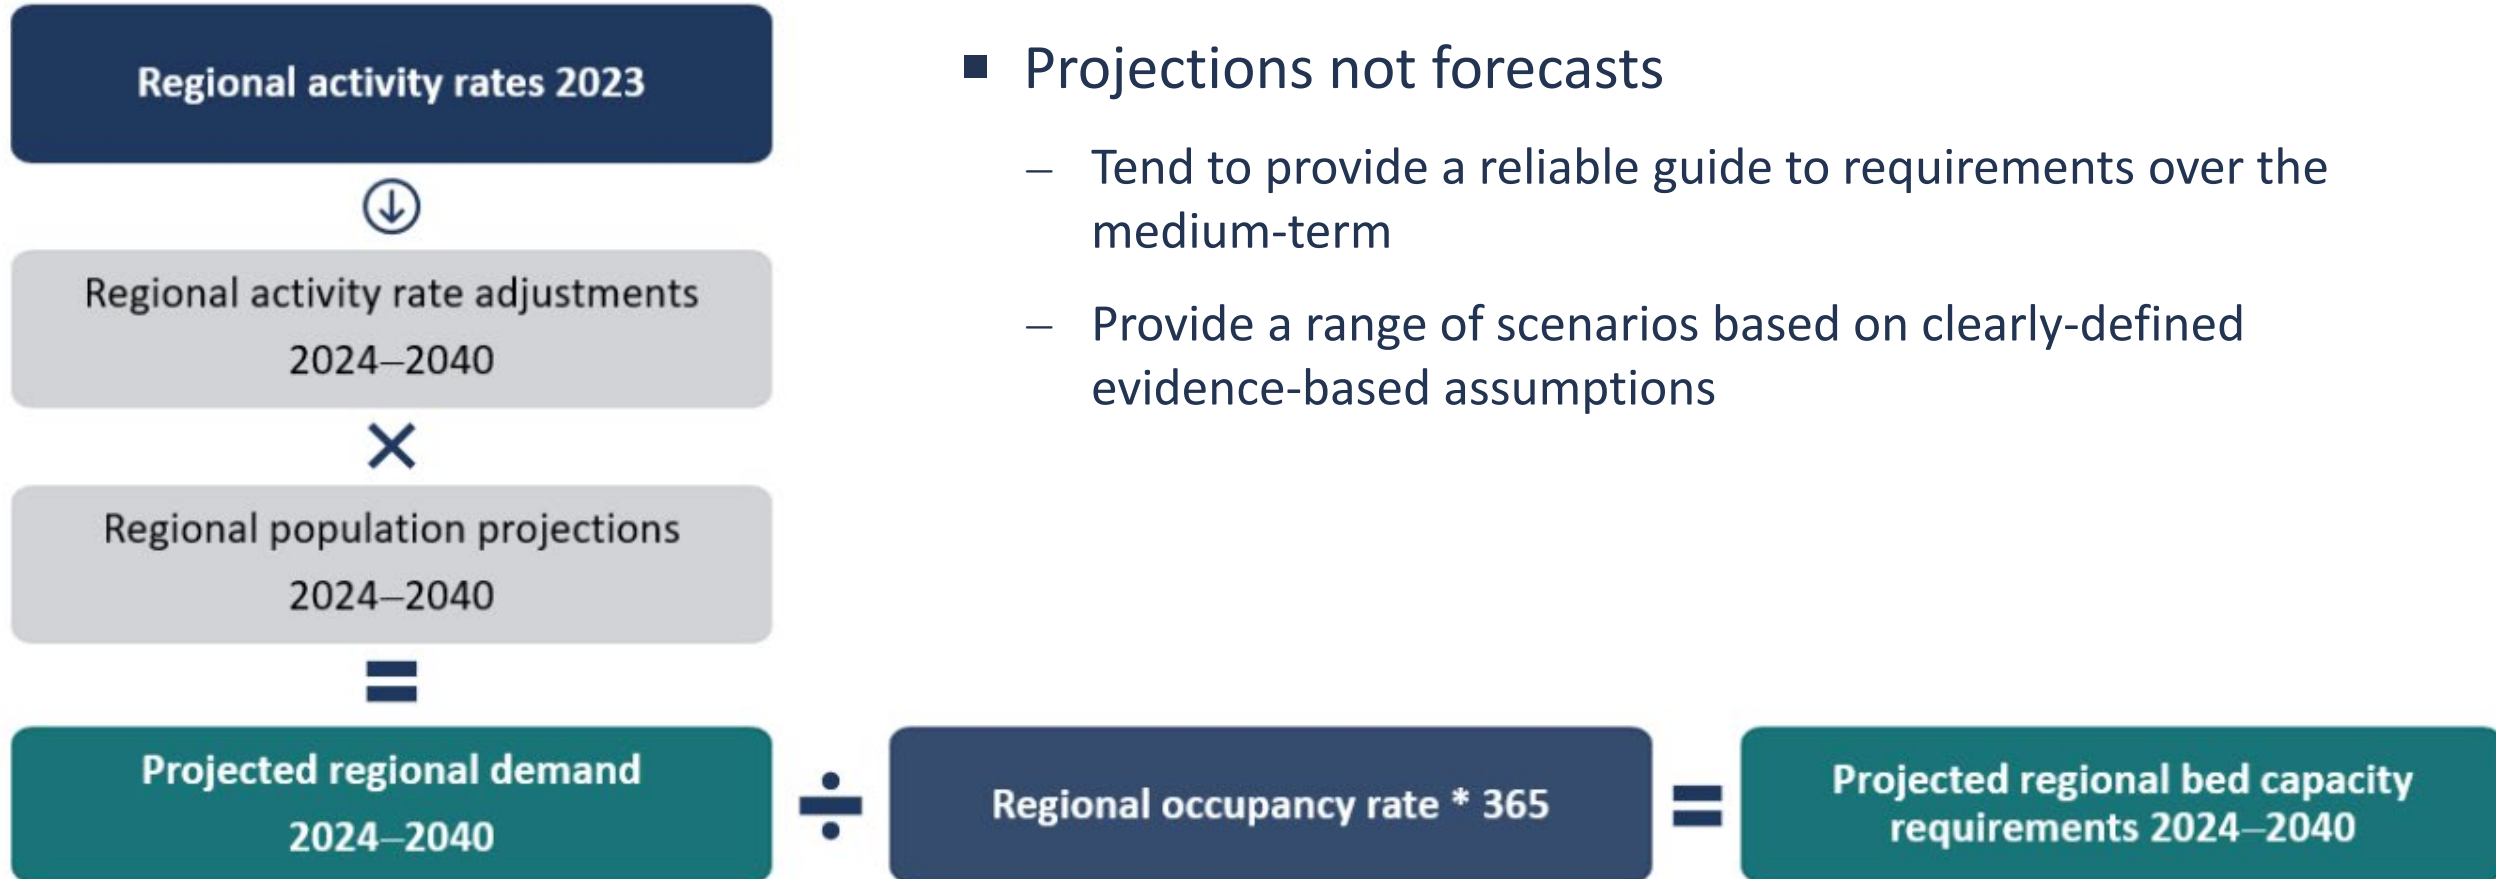 Regional activity rates 2023
Regional activity rate adjustments
2024–2040
×
Regional population projections
2024–2040
=
Projected regional demand
2024–2040
÷
Regional occupancy rate * 365
=
Projected regional bed capacity
requirements 2024–2040
■ Projections not forecasts
– Tend to provide a reliable guide to requirements over the
medium-term
– Provide a range of scenarios based on clearly-defined
evidence-based assumptions